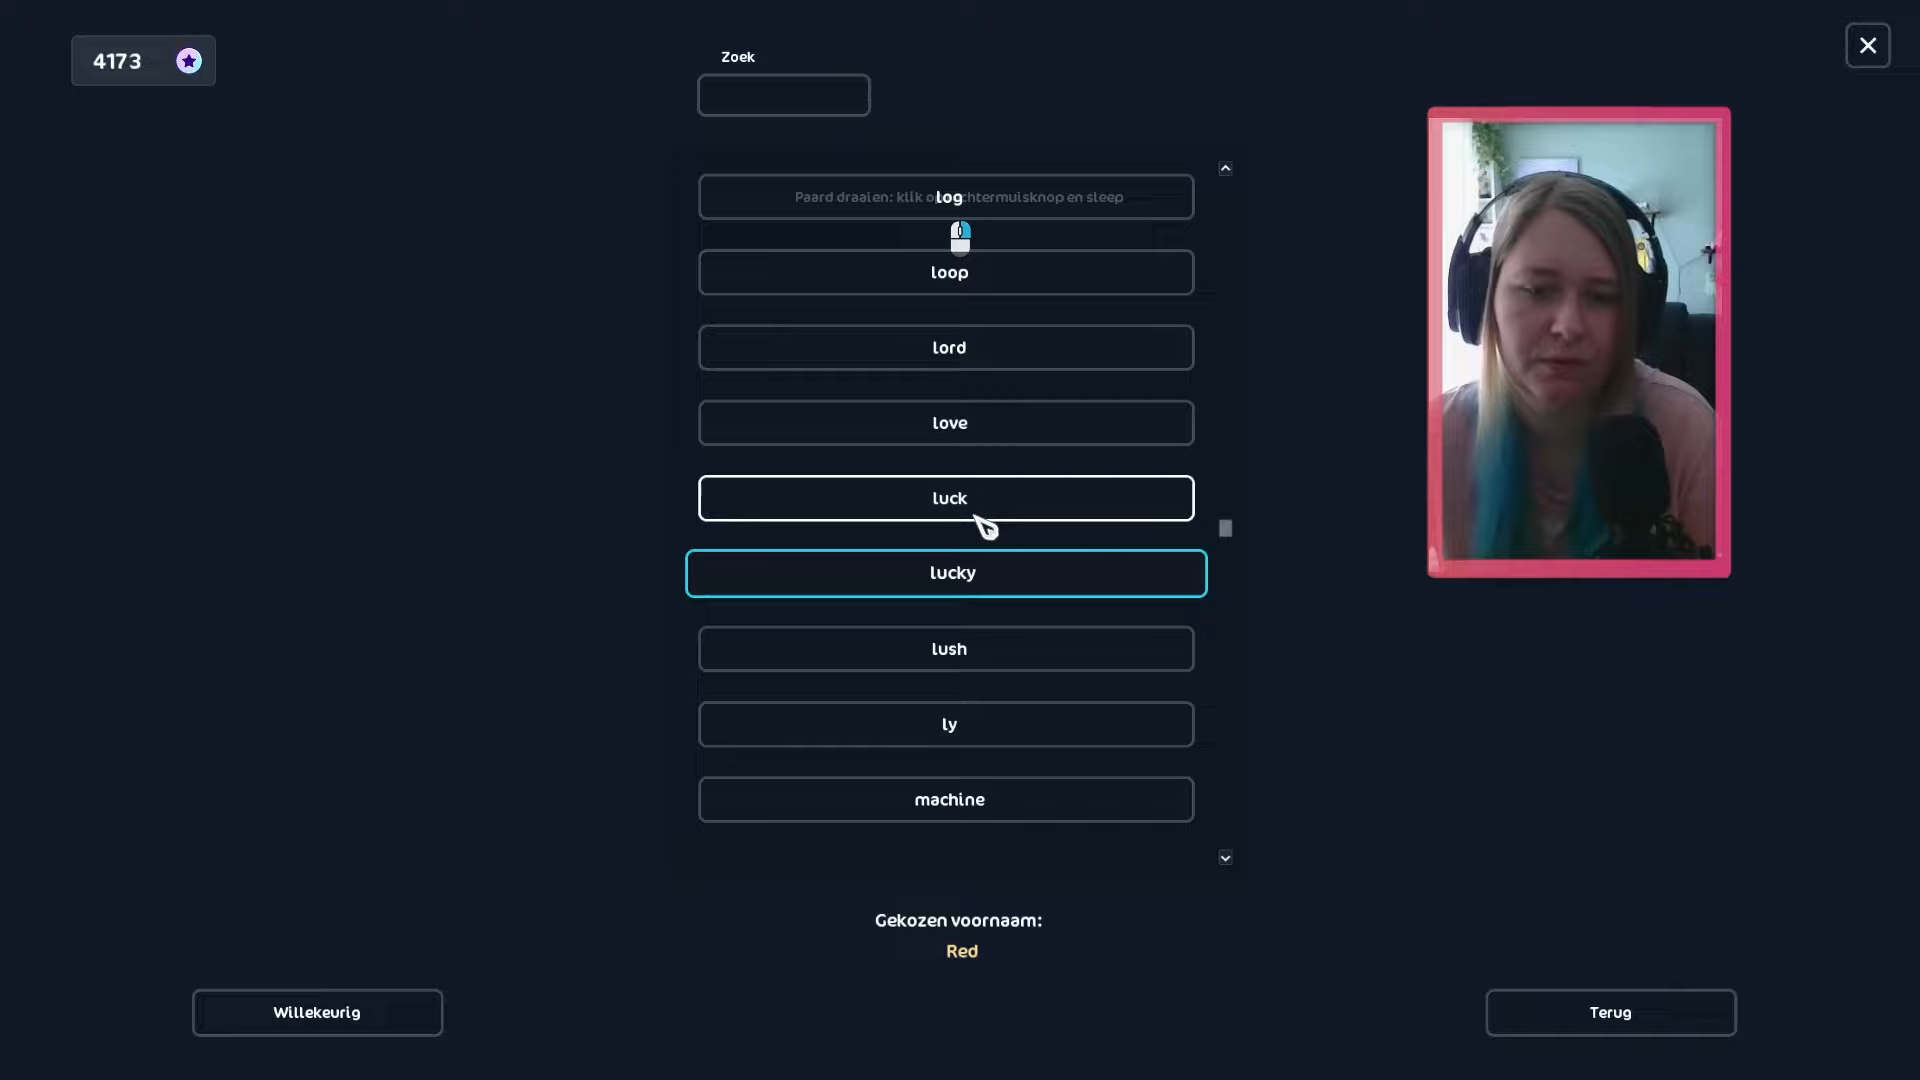 4173
Zoek
Paard draaien: klik op
chtermuisknop en sleep
log
loop
lord
love
luck
lucky
lush
ly
machine
Gekozen voornaam:
Red
Willekeurig
Terug